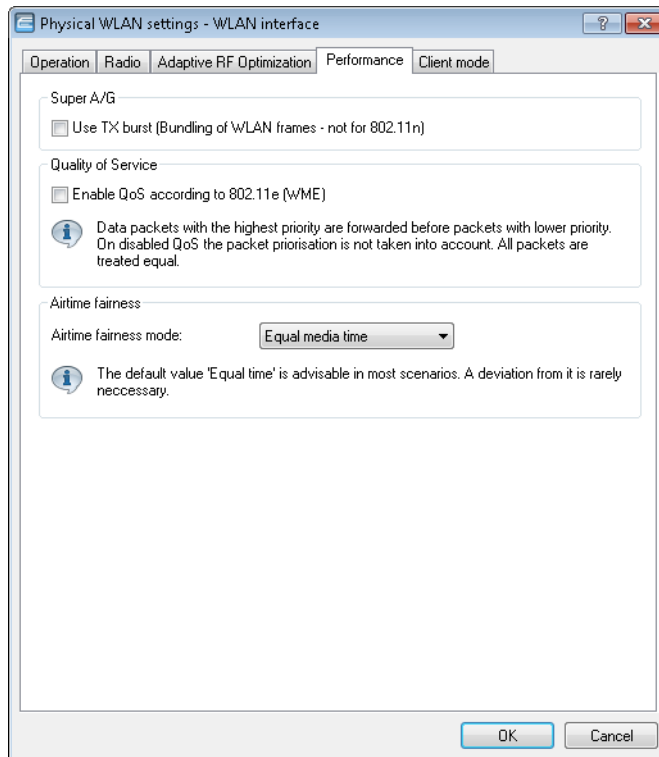 Physical WLAN settings - WLAN interface
Operation Radio Adaptive RF Optimization Performance Client mode
Super A/G
Use TX burst (Bundling of WLAN frames - not for 802.11n)
Quality of Service
Enable QoS according to 802.11e (WME)
Data packets with the highest priority are forwarded before packets with lower priority.
On disabled QoS the packet priorisation is not taken into account. All packets are
treated equal.
Airtime fairness
Airtime fairness mode: Equal media time
The default value 'Equal time' is advisable in most scenarios. A deviation from it is rarely
neccessary.
OK Cancel